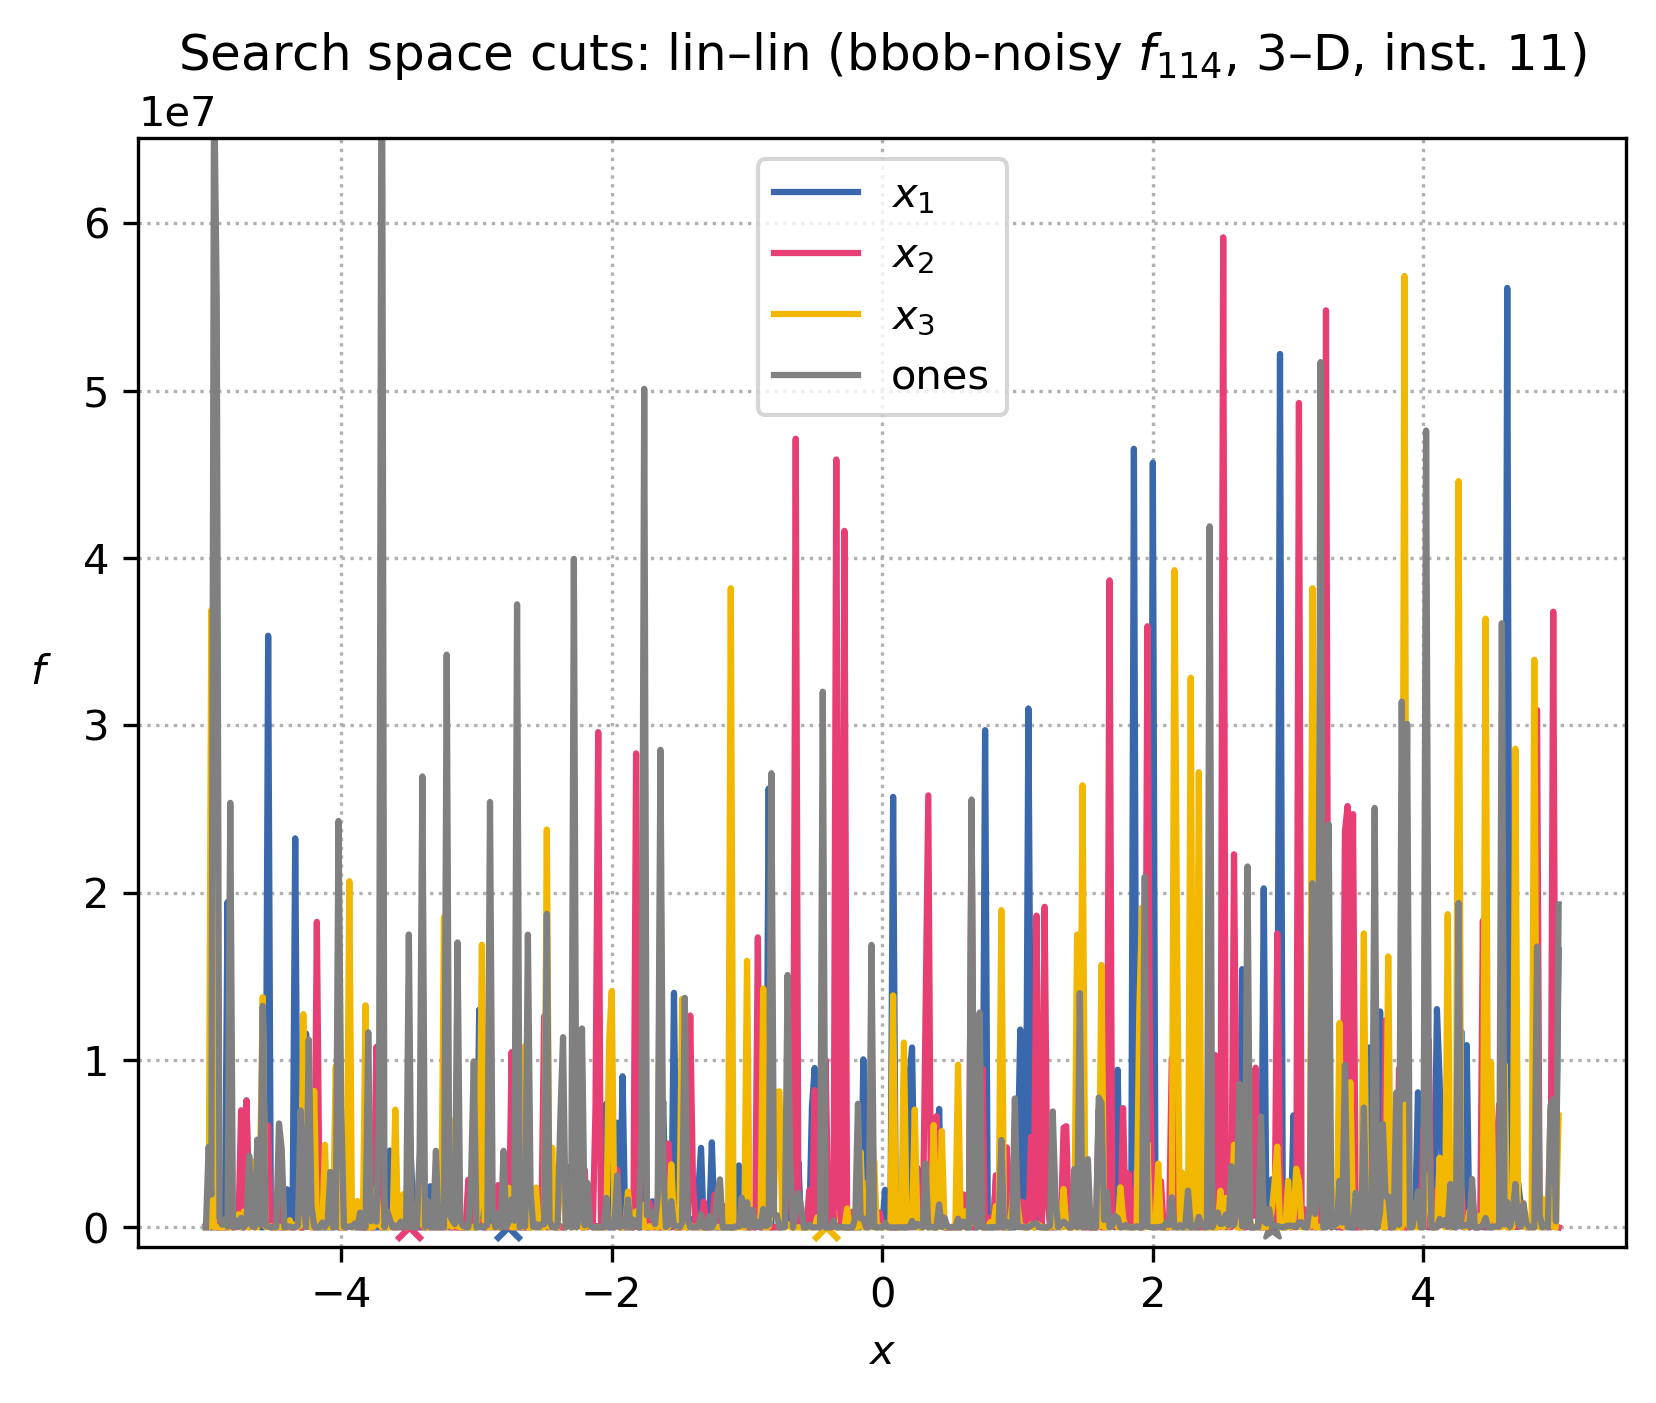 Search space cuts: lin–lin (bbob-noisy f₁₁₄, 3–D, inst. 11)
1e7
x₁
x₂
x₃
ones
6
5
4
3
2
1
0
f
−4 −2 0 2 4
x